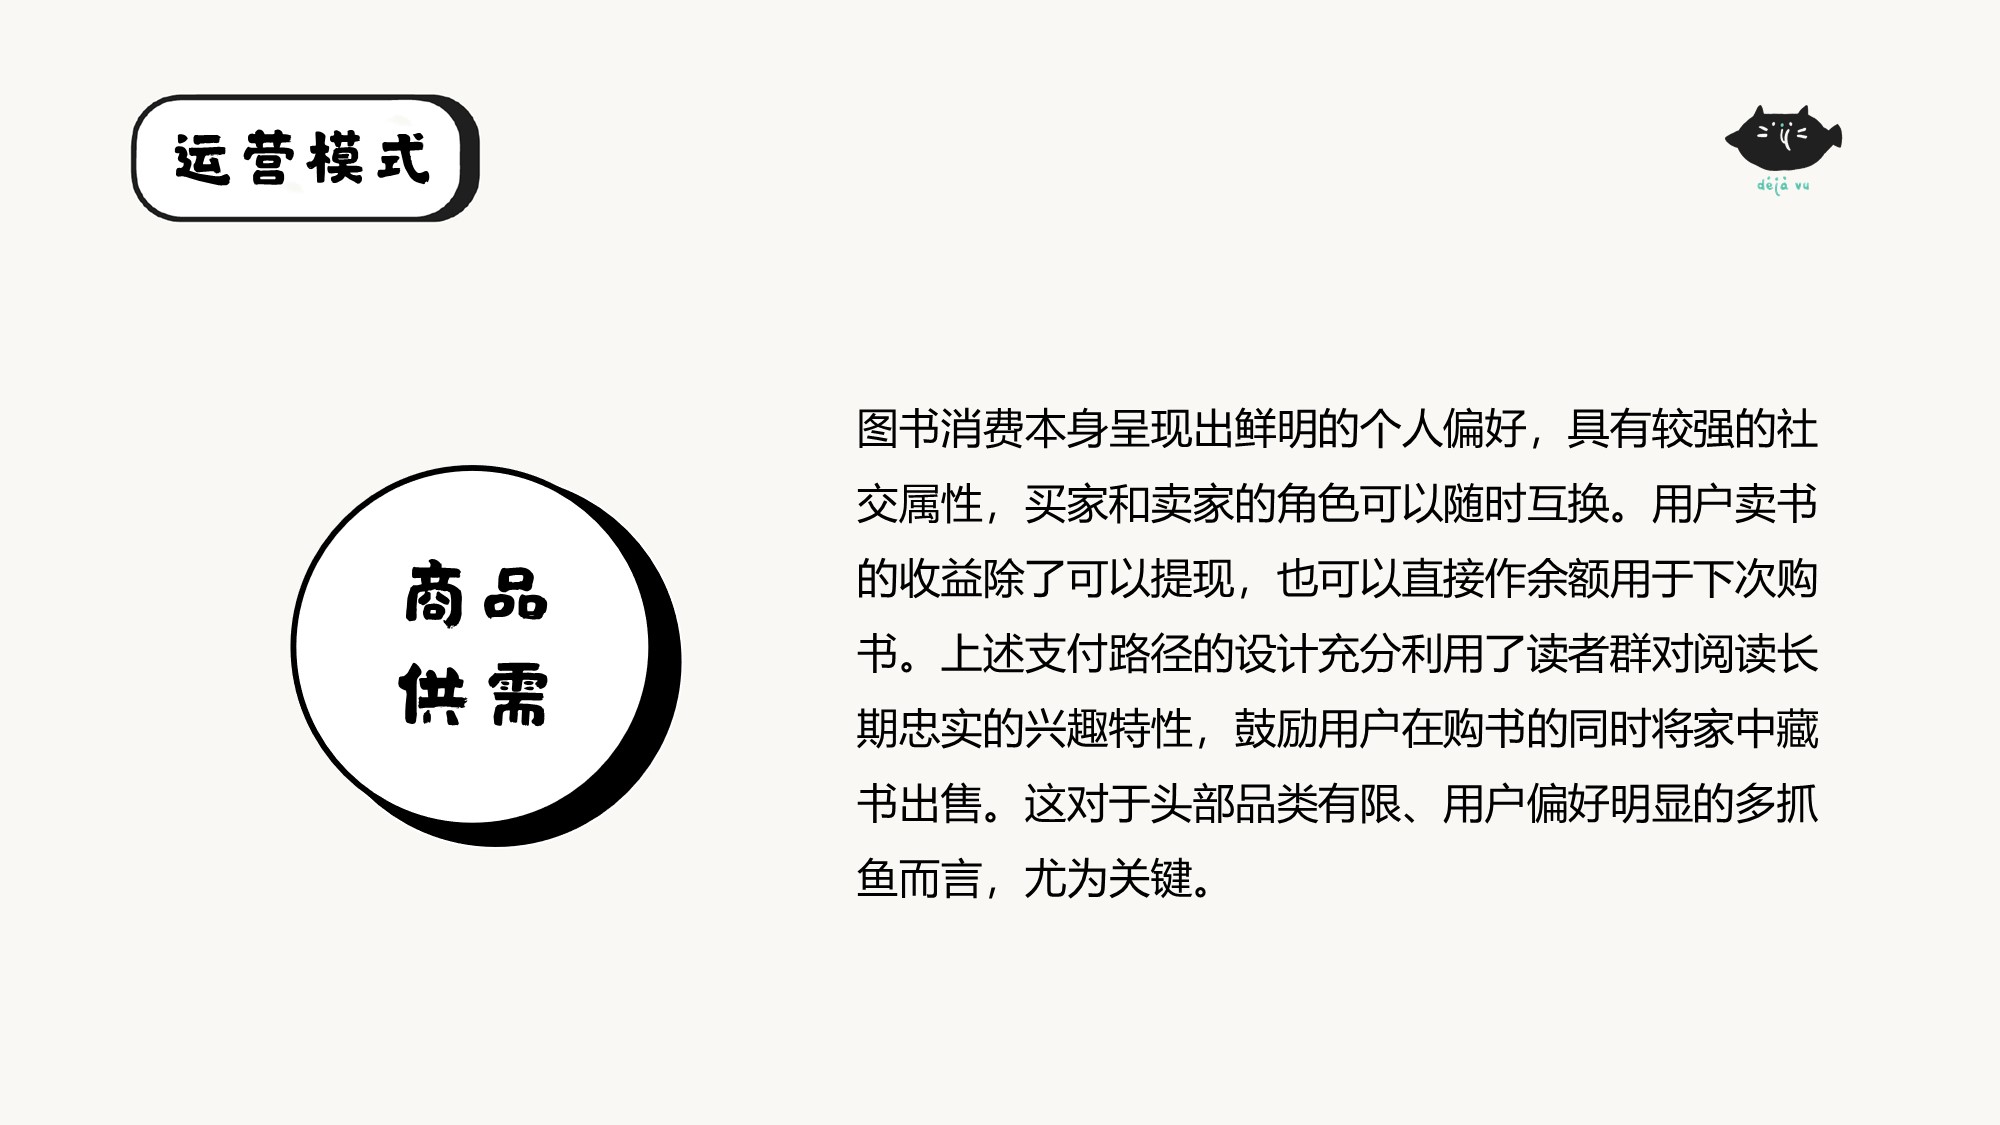 运营模式
déjà vu
商品
供需
图书消费本身呈现出鲜明的个人偏好，具有较强的社
交属性，买家和卖家的角色可以随时互换。用户卖书
的收益除了可以提现，也可以直接作余额用于下次购
书。上述支付路径的设计充分利用了读者群对阅读长
期忠实的兴趣特性，鼓励用户在购书的同时将家中藏
书出售。这对于头部品类有限、用户偏好明显的多抓
鱼而言，尤为关键。